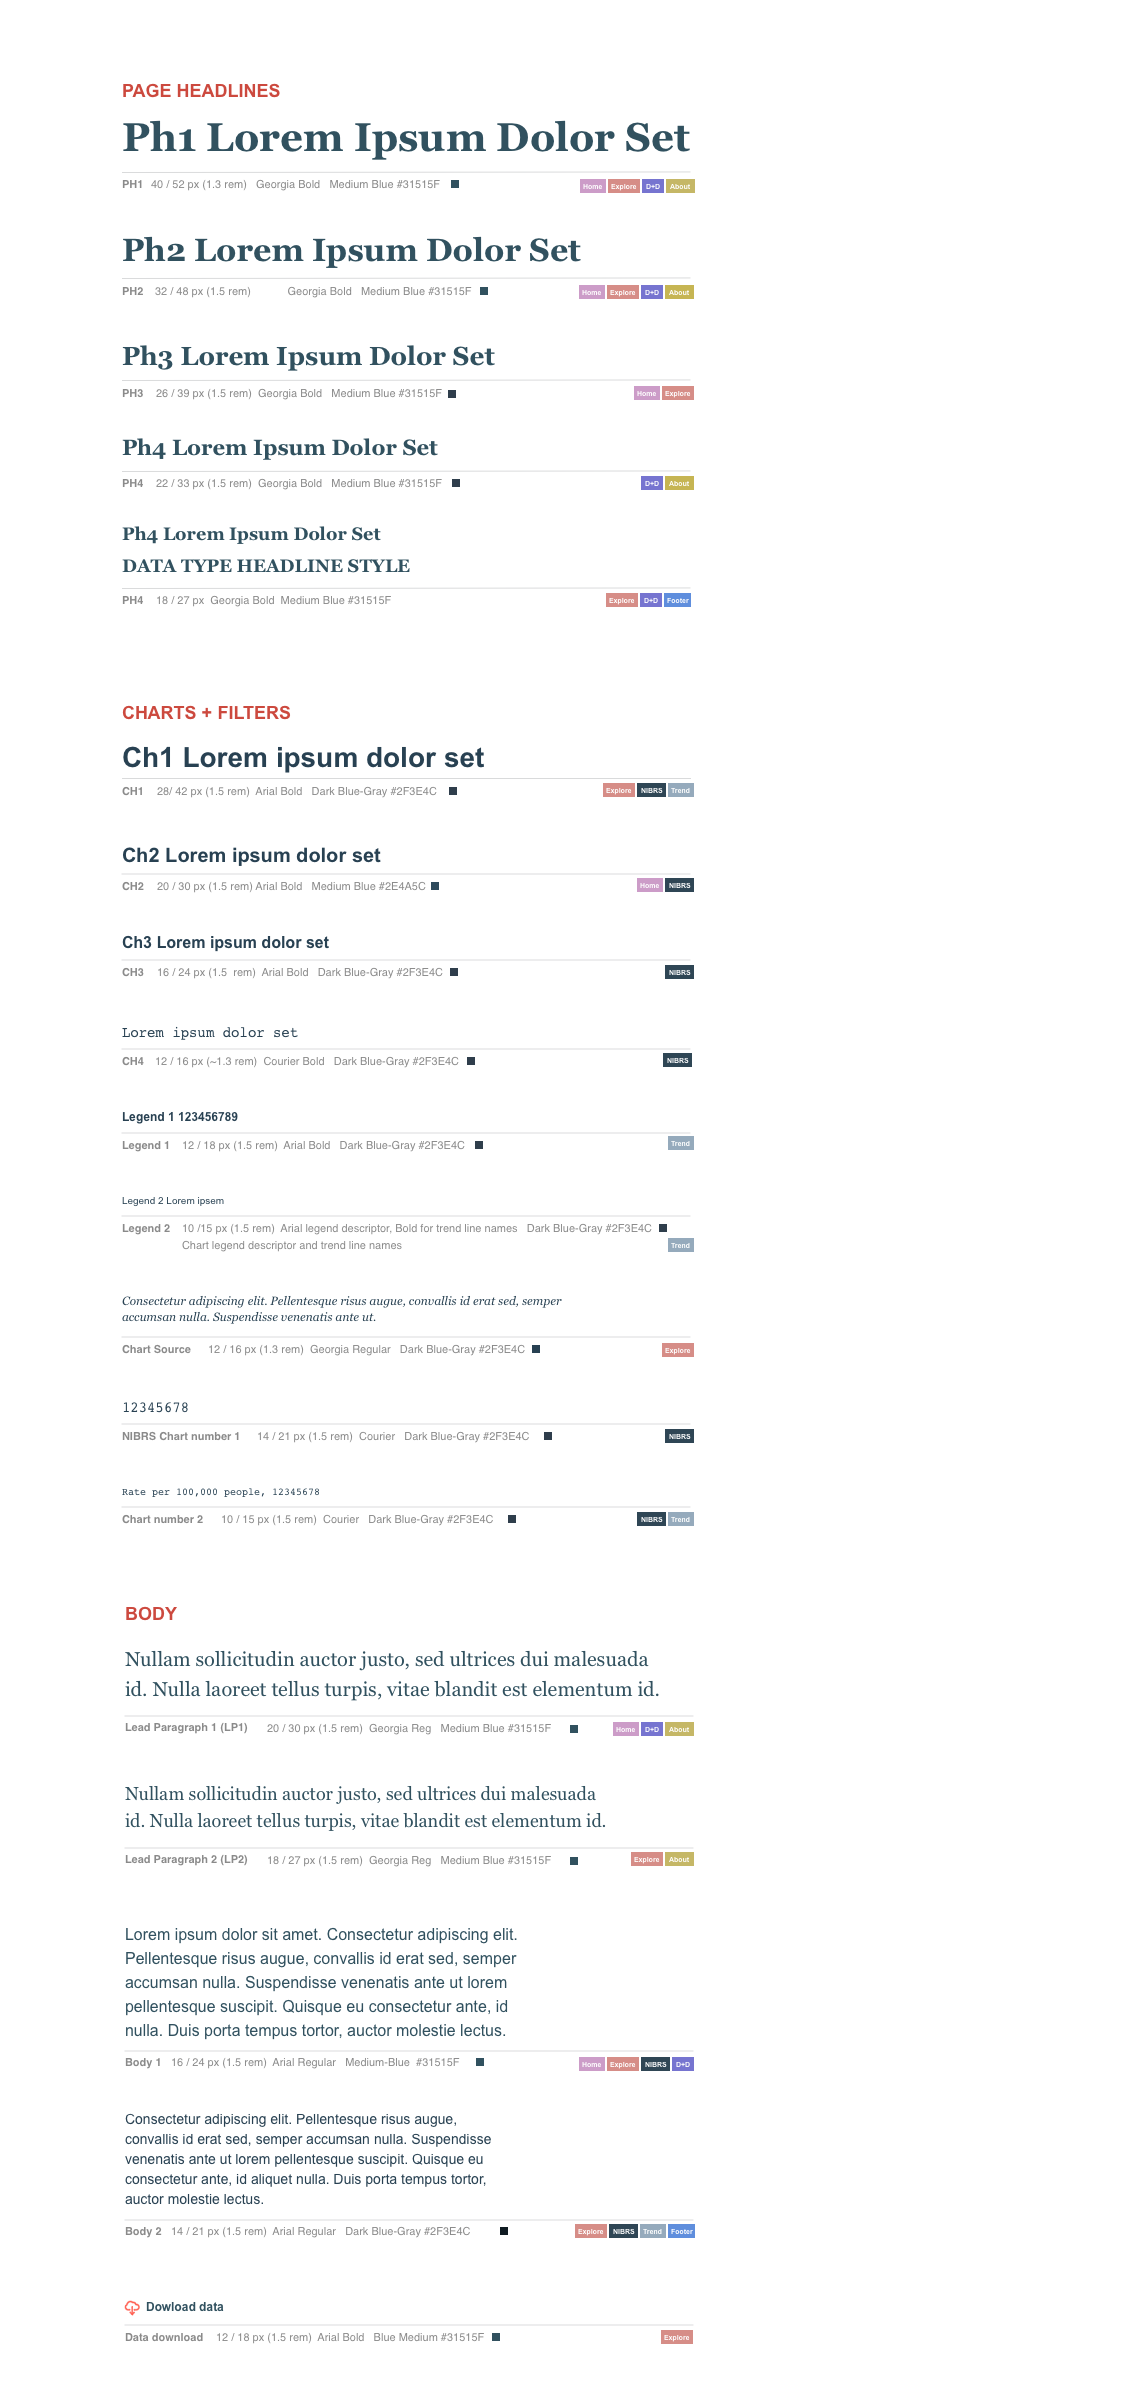 PAGE HEADLINES
Ph1 Lorem Ipsum Dolor Set
PH1 40 / 52 px (1.3 rem) Georgia Bold Medium Blue #31515F Home Explore D+D About
Ph2 Lorem Ipsum Dolor Set
PH2 32 / 48 px (1.5 rem) Georgia Bold Medium Blue #31515F Home Explore D+D About
Ph3 Lorem Ipsum Dolor Set
PH3 26 / 39 px (1.5 rem) Georgia Bold Medium Blue #31515F Home Explore
Ph4 Lorem Ipsum Dolor Set
PH4 22 / 33 px (1.5 rem) Georgia Bold Medium Blue #31515F D+D About
Ph4 Lorem Ipsum Dolor Set
DATA TYPE HEADLINE STYLE
PH4 18 / 27 px Georgia Bold Medium Blue #31515F Explore D+D Footer
CHARTS + FILTERS
Ch1 Lorem ipsum dolor set
CH1 28/ 42 px (1.5 rem) Arial Bold Dark Blue-Gray #2F3E4C Explore NIBRS Trend
Ch2 Lorem ipsum dolor set
CH2 20 / 30 px (1.5 rem) Arial Bold Medium Blue #2E4A5C Home NIBRS
Ch3 Lorem ipsum dolor set
CH3 16 / 24 px (1.5 rem) Arial Bold Dark Blue-Gray #2F3E4C NIBRS
Lorem ipsum dolor set
CH4 12 / 16 px (~1.3 rem) Courier Bold Dark Blue-Gray #2F3E4C NIBRS
Legend 1 123456789
Legend 1 12 / 18 px (1.5 rem) Arial Bold Dark Blue-Gray #2F3E4C Trend
Legend 2 Lorem ipsem
Legend 2 10 /15 px (1.5 rem) Arial legend descriptor, Bold for trend line names Dark Blue-Gray #2F3E4C
Chart legend descriptor and trend line names Trend
Consectetur adipiscing elit. Pellentesque risus augue, convallis id erat sed, semper
accumsan nulla. Suspendisse venenatis ante ut.
Chart Source 12 / 16 px (1.3 rem) Georgia Regular Dark Blue-Gray #2F3E4C Explore
12345678
NIBRS Chart number 1 14 / 21 px (1.5 rem) Courier Dark Blue-Gray #2F3E4C NIBRS
Rate per 100,000 people, 12345678
Chart number 2 10 / 15 px (1.5 rem) Courier Dark Blue-Gray #2F3E4C NIBRS Trend
BODY
Nullam sollicitudin auctor justo, sed ultrices dui malesuada
id. Nulla laoreet tellus turpis, vitae blandit est elementum id.
Lead Paragraph 1 (LP1) 20 / 30 px (1.5 rem) Georgia Reg Medium Blue #31515F Home D+D About
Nullam sollicitudin auctor justo, sed ultrices dui malesuada
id. Nulla laoreet tellus turpis, vitae blandit est elementum id.
Lead Paragraph 2 (LP2) 18 / 27 px (1.5 rem) Georgia Reg Medium Blue #31515F Explore About
Lorem ipsum dolor sit amet. Consectetur adipiscing elit.
Pellentesque risus augue, convallis id erat sed, semper
accumsan nulla. Suspendisse venenatis ante ut lorem
pellentesque suscipit. Quisque eu consectetur ante, id
nulla. Duis porta tempus tortor, auctor molestie lectus.
Body 1 16 / 24 px (1.5 rem) Arial Regular Medium-Blue #31515F Home Explore NIBRS D+D
Consectetur adipiscing elit. Pellentesque risus augue,
convallis id erat sed, semper accumsan nulla. Suspendisse
venenatis ante ut lorem pellentesque suscipit. Quisque eu
consectetur ante, id aliquet nulla. Duis porta tempus tortor,
auctor molestie lectus.
Body 2 14 / 21 px (1.5 rem) Arial Regular Dark Blue-Gray #2F3E4C Explore NIBRS Trend Footer
Dowload data
Data download 12 / 18 px (1.5 rem) Arial Bold Blue Medium #31515F Explore